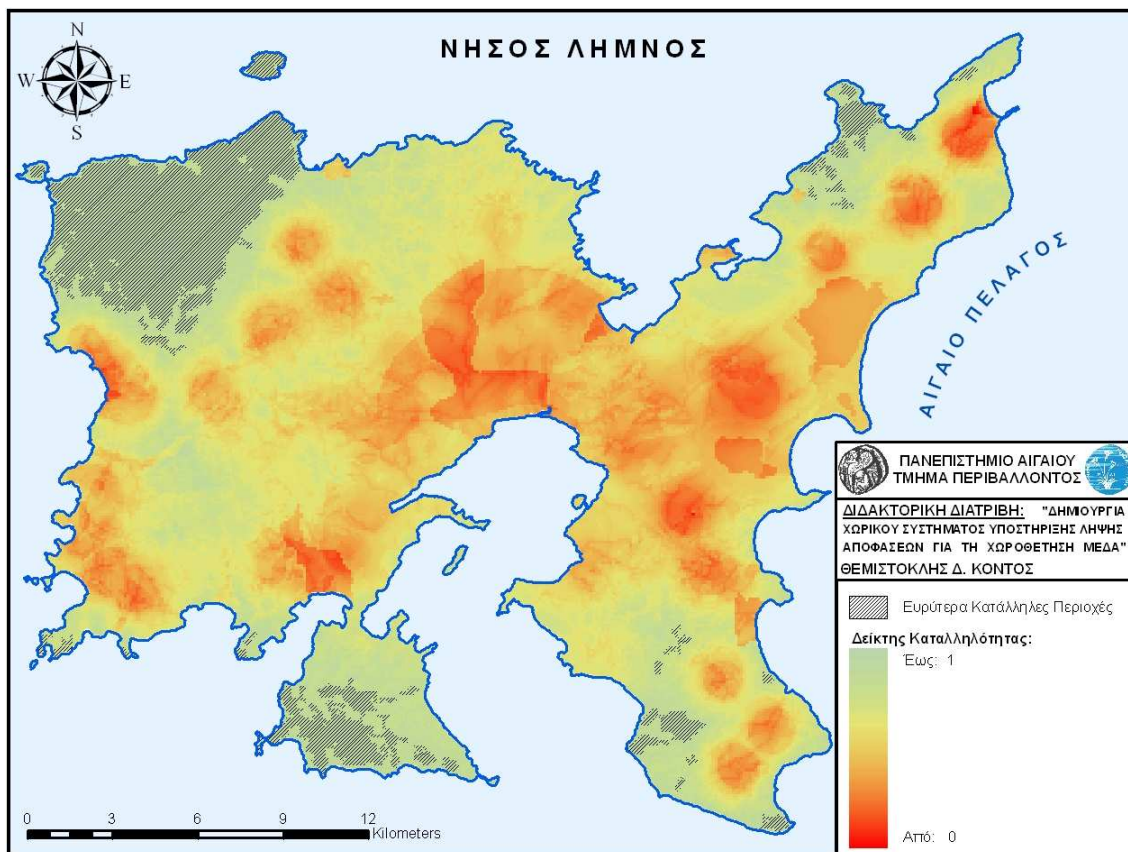 ΝΗΣΟΣ ΛΗΜΝΟΣ
N
W E
S
ΑΙΓΑΙΟ ΠΕΛΑΓΟΣ
ΠΑΝΕΠΙΣΤΗΜΙΟ ΑΙΓΑΙΟΥ
ΤΜΗΜΑ ΠΕΡΙΒΑΛΛΟΝΤΟΣ
ΔΙΔΑΚΤΟΡΙΚΗ ΔΙΑΤΡΙΒΗ: "ΔΗΜΙΟΥΡΓΙΑ
ΧΩΡΙΚΟΥ ΣΥΣΤΗΜΑΤΟΣ ΥΠΟΣΤΗΡΙΞΗΣ ΛΗΨΗΣ
ΑΠΟΦΑΣΕΩΝ ΓΙΑ ΤΗ ΧΩΡΟΘΕΤΗΣΗ ΜΕΔΑ"
ΘΕΜΙΣΤΟΚΛΗΣ Δ. ΚΟΝΤΟΣ
Ευρύτερα Κατάλληλες Περιοχές
Δείκτης Καταλληλότητας:
Έως: 1
Από: 0
0 3 6 9 12
Kilometers